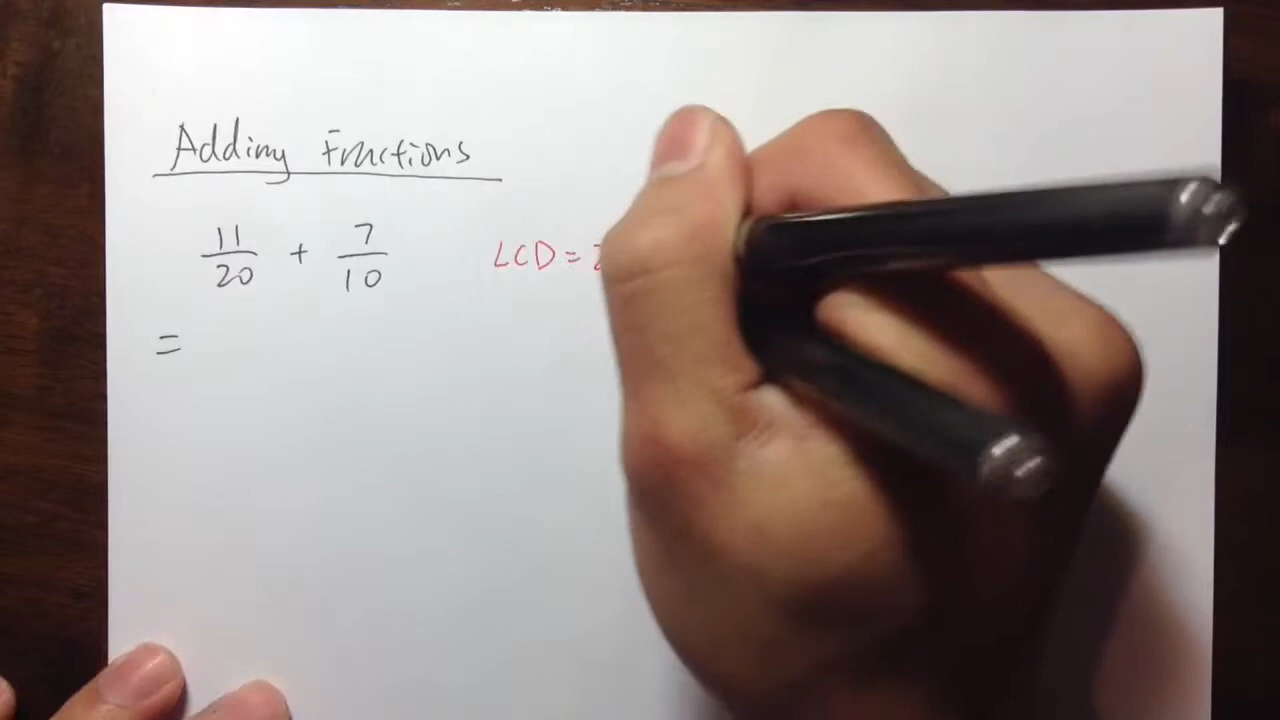 Adding Fractions
11/20 + 7/10 LCD =
=